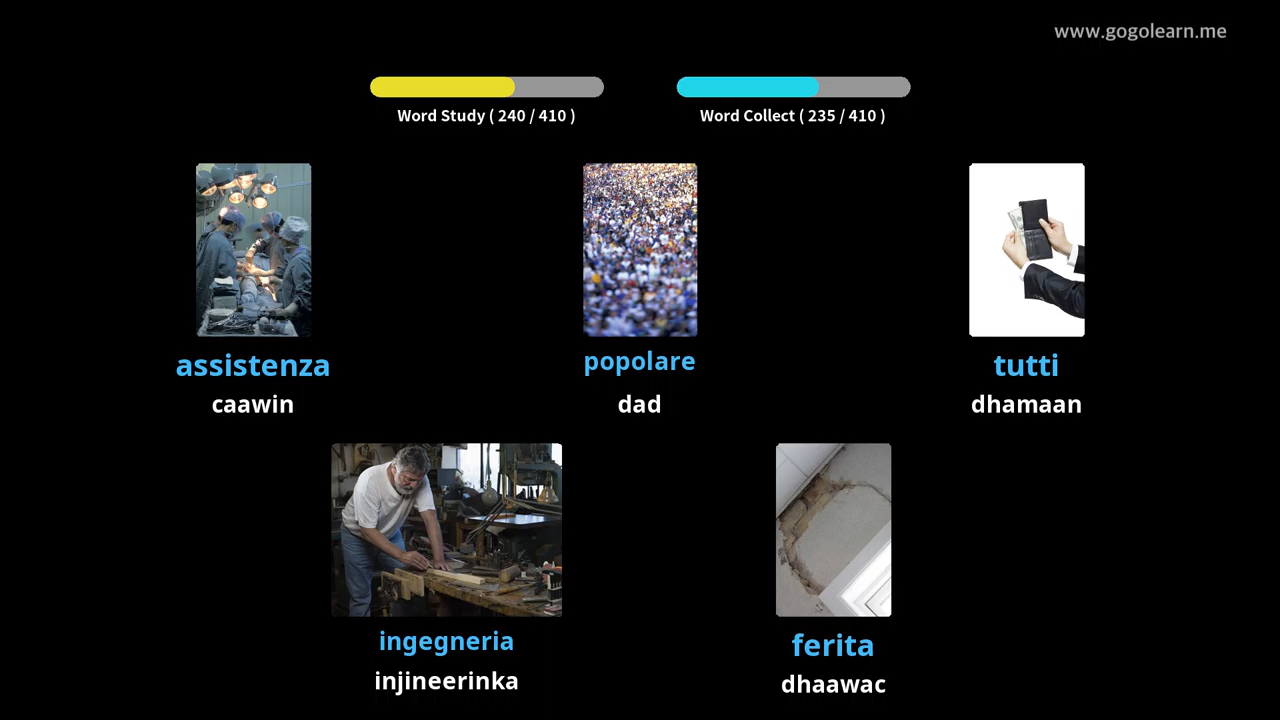 www.gogolearn.me
Word Study ( 240 / 410 )
Word Collect ( 235 / 410 )
assistenza
caawin
popolare
dad
tutti
dhamaan
ingegneria
injineerinka
ferita
dhaawac